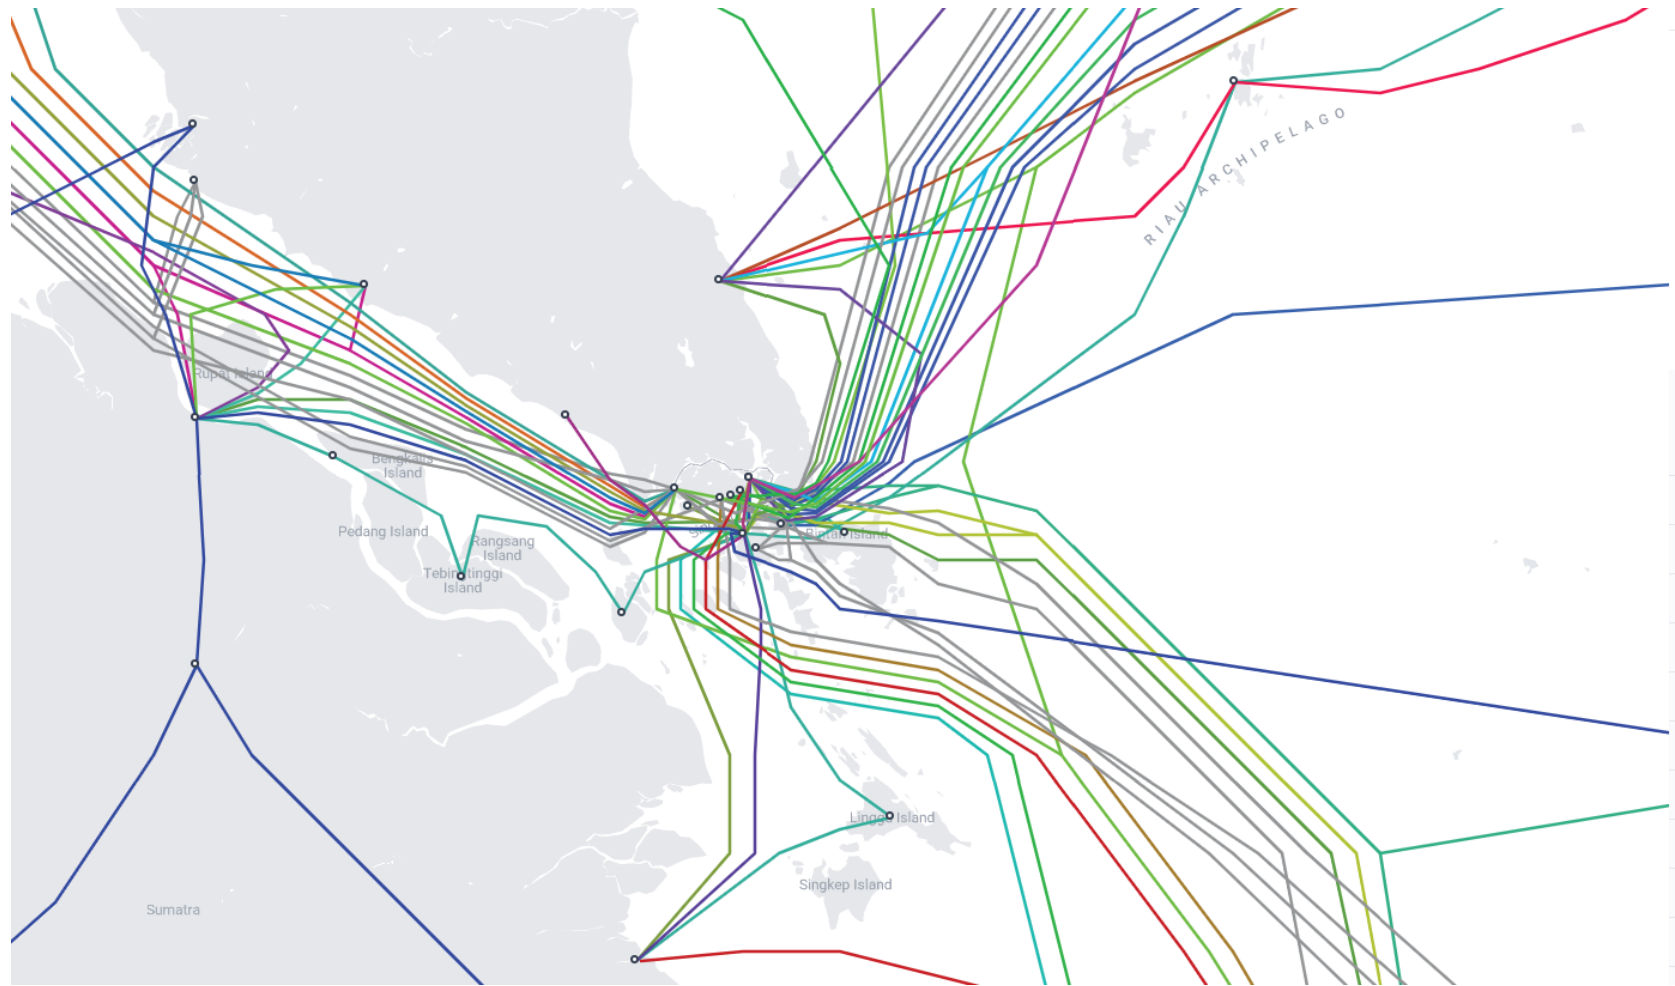 RIAU ARCHIPELAGO
Rupat Island
Bengkalis
Island
Pedang Island
Rangsang
Island
Tebingtinggi
Island
Bintan Island
Lingga Island
Singkep Island
Sumatra